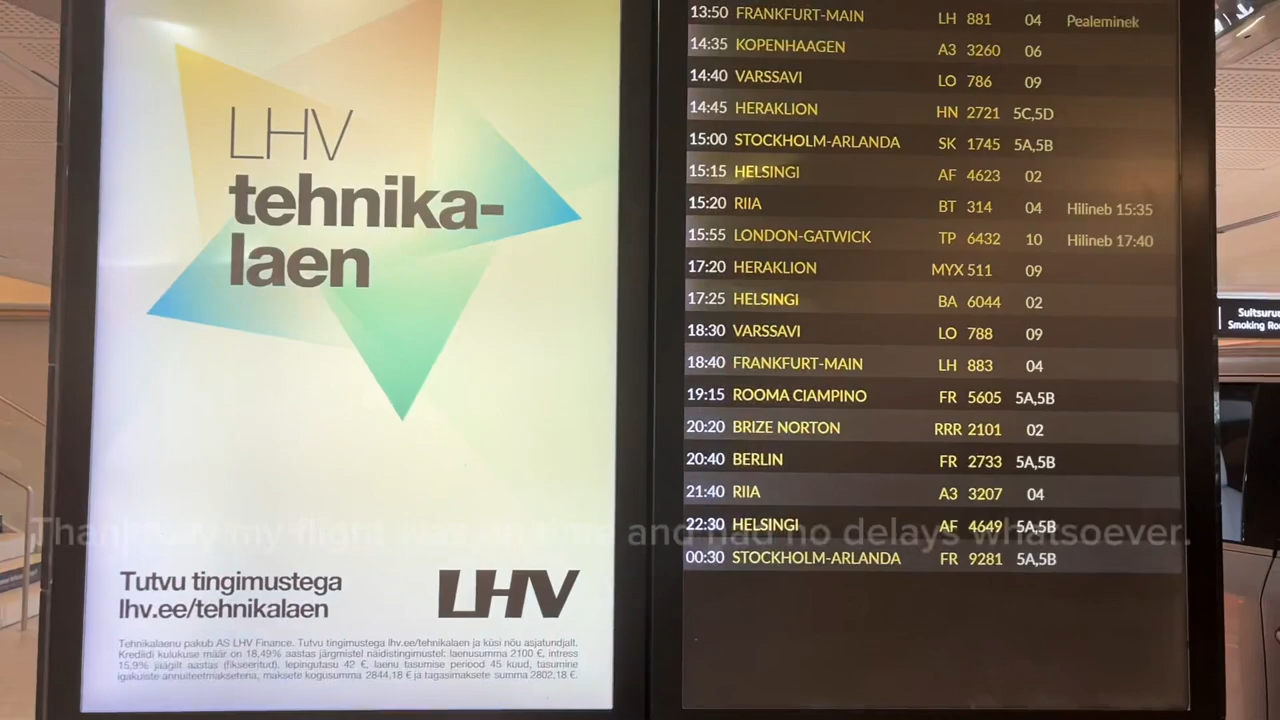 LHV
tehnika-
laen
Tutvu tingimustega
lhv.ee/tehnikalaen
LHV
Tehnikalaenu pakub AS LHV Finance. Tutvu tingimustega lhv.ee/tehnikalaen ja küsi nõu asjatundjalt.
Krediidi kulukuse määr on 18,49% aastas järgmistel näidistingimustel: laenusumma 2100 €, intress
15,9% jäägilt aastas (fikseeritud), lepingutasu 42 €, laenu tasumise periood 45 kuud, tasumine
igakuiste annuiteetmaksetena, maksete kogusumma 2844,18 € ja tagasimaksete summa 2802,18 €.
13:50 FRANKFURT-MAIN LH 881 04 Pealeminek
14:35 KOPENHAAGEN A3 3260 06
14:40 VARSSAVI LO 786 09
14:45 HERAKLION HN 2721 5C,5D
15:00 STOCKHOLM-ARLANDA SK 1745 5A,5B
15:15 HELSINGI AF 4623 02
15:20 RIIA BT 314 04 Hilineb 15:35
15:55 LONDON-GATWICK TP 6432 10 Hilineb 17:40
17:20 HERAKLION MYX 511 09
17:25 HELSINGI BA 6044 02
18:30 VARSSAVI LO 788 09
18:40 FRANKFURT-MAIN LH 883 04
19:15 ROOMA CIAMPINO FR 5605 5A,5B
20:20 BRIZE NORTON RRR 2101 02
20:40 BERLIN FR 2733 5A,5B
21:40 RIIA A3 3207 04
22:30 HELSINGI AF 4649 5A,5B
00:30 STOCKHOLM-ARLANDA FR 9281 5A,5B
Thankfully my flight was on time and had no delays whatsoever.
Suitsuru
Smoking Ro